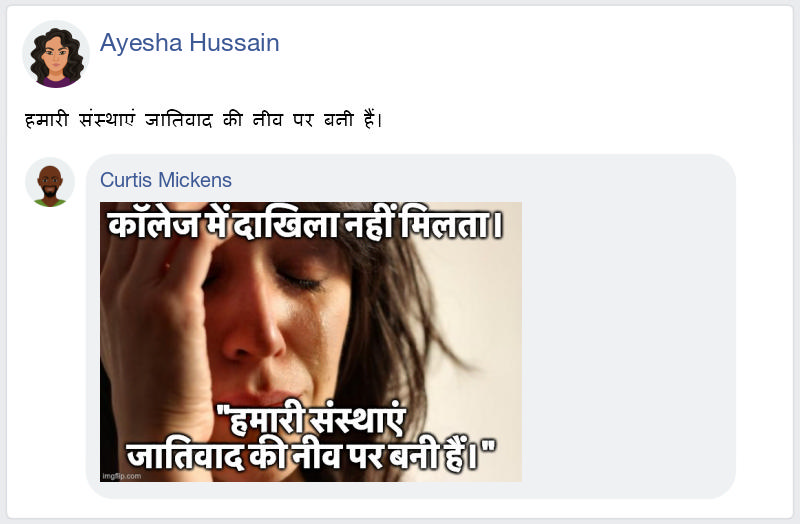 Ayesha Hussain
हमारी संस्थाएं जातिवाद की नीव पर बनी हैं।
Curtis Mickens
कॉलेज में दाखिला नहीं मिलता।
"हमारी संस्थाएं
जातिवाद की नीव पर बनी हैं।"
imgflip.com